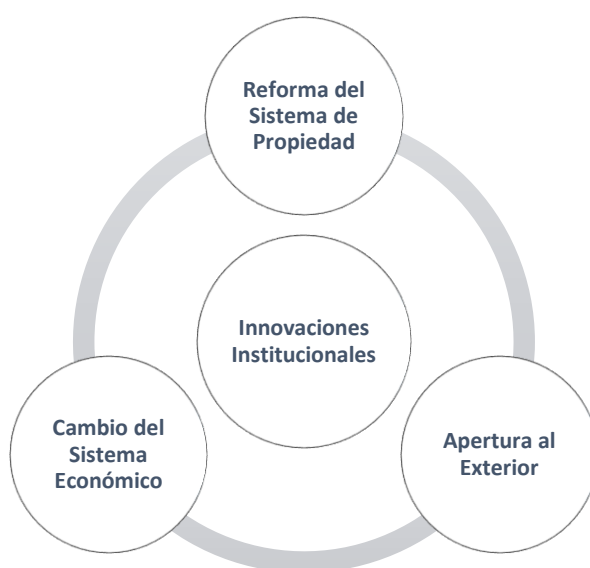 Reforma del
Sistema de
Propiedad
Innovaciones
Institucionales
Cambio del
Sistema
Económico
Apertura al
Exterior